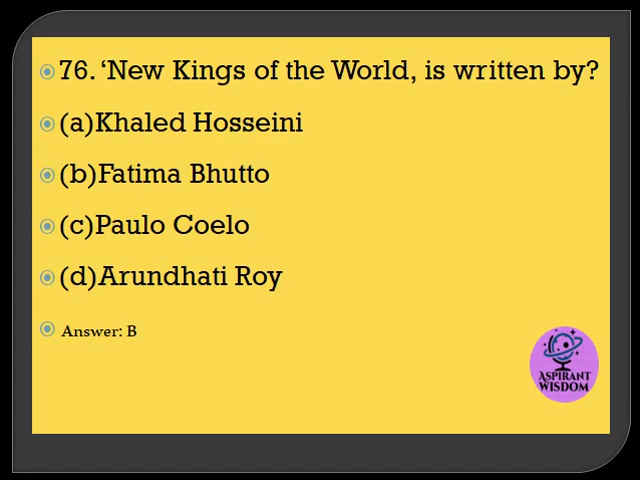 76. ‘New Kings of the World, is written by?
(a)Khaled Hosseini
(b)Fatima Bhutto
(c)Paulo Coelo
(d)Arundhati Roy
Answer: B
ASPIRANT
WISDOM